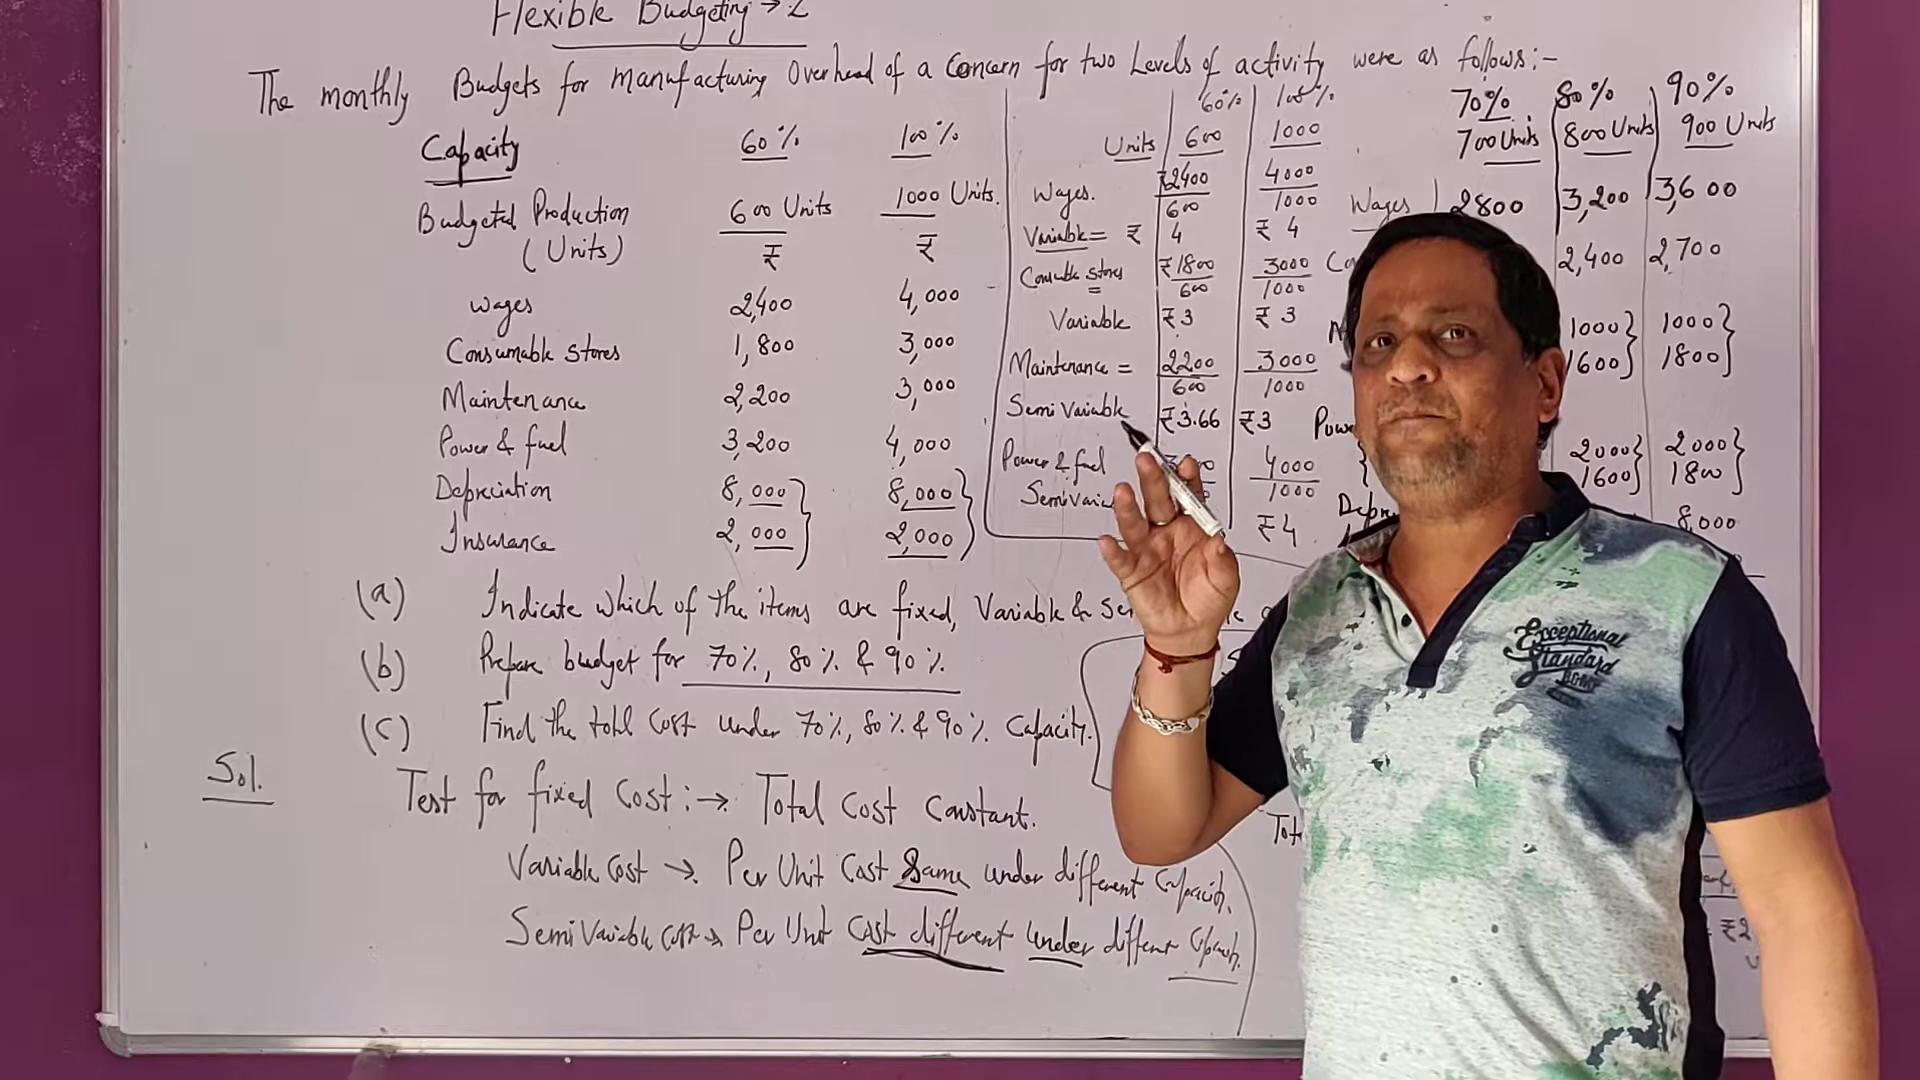 Flexible Budgeting → 2
The monthly Budgets for manufacturing Overhead of a Concern for two Levels of activity were as follows:-
Capacity 60% 100%
Budgeted Production 600 Units 1000 Units.
(Units) ₹ ₹
Wages 2,400 4,000
Consumable Stores 1,800 3,000
Maintenance 2,200 3,000
Power & fuel 3,200 4,000
Depreciation 8,000 8,000
Insurance 2,000 2,000
60% 100%
Units 600 1000
Wages. ₹2400/600 4000/1000
Variable = ₹ 4 ₹ 4
stores ₹1800/600 3000/1000
Variable ₹3 ₹3
Maintenance = 2200/600 3000/1000
Semi Variable ₹3.66 ₹3
Power & fuel 4000/1000
₹4
70% 80% 90%
700 Units 800 Units 900 Units
Wages 2800 3,200 3,600
2,400 2,700
1000 1000
1600 1800
2000 2000
1600 1800
8,000
(a) Indicate which of the items are fixed, Variable &
(b) Prepare budget for 70%, 80% & 90%.
(c) Find the total cost under 70%, 80% & 90% Capacity.
Sol.
Test for fixed Cost :→ Total Cost Constant.
Variable Cost → Per Unit Cost Same under different
Semi Variable Cost → Per Unit Cost different under different
Exceptional
Standard